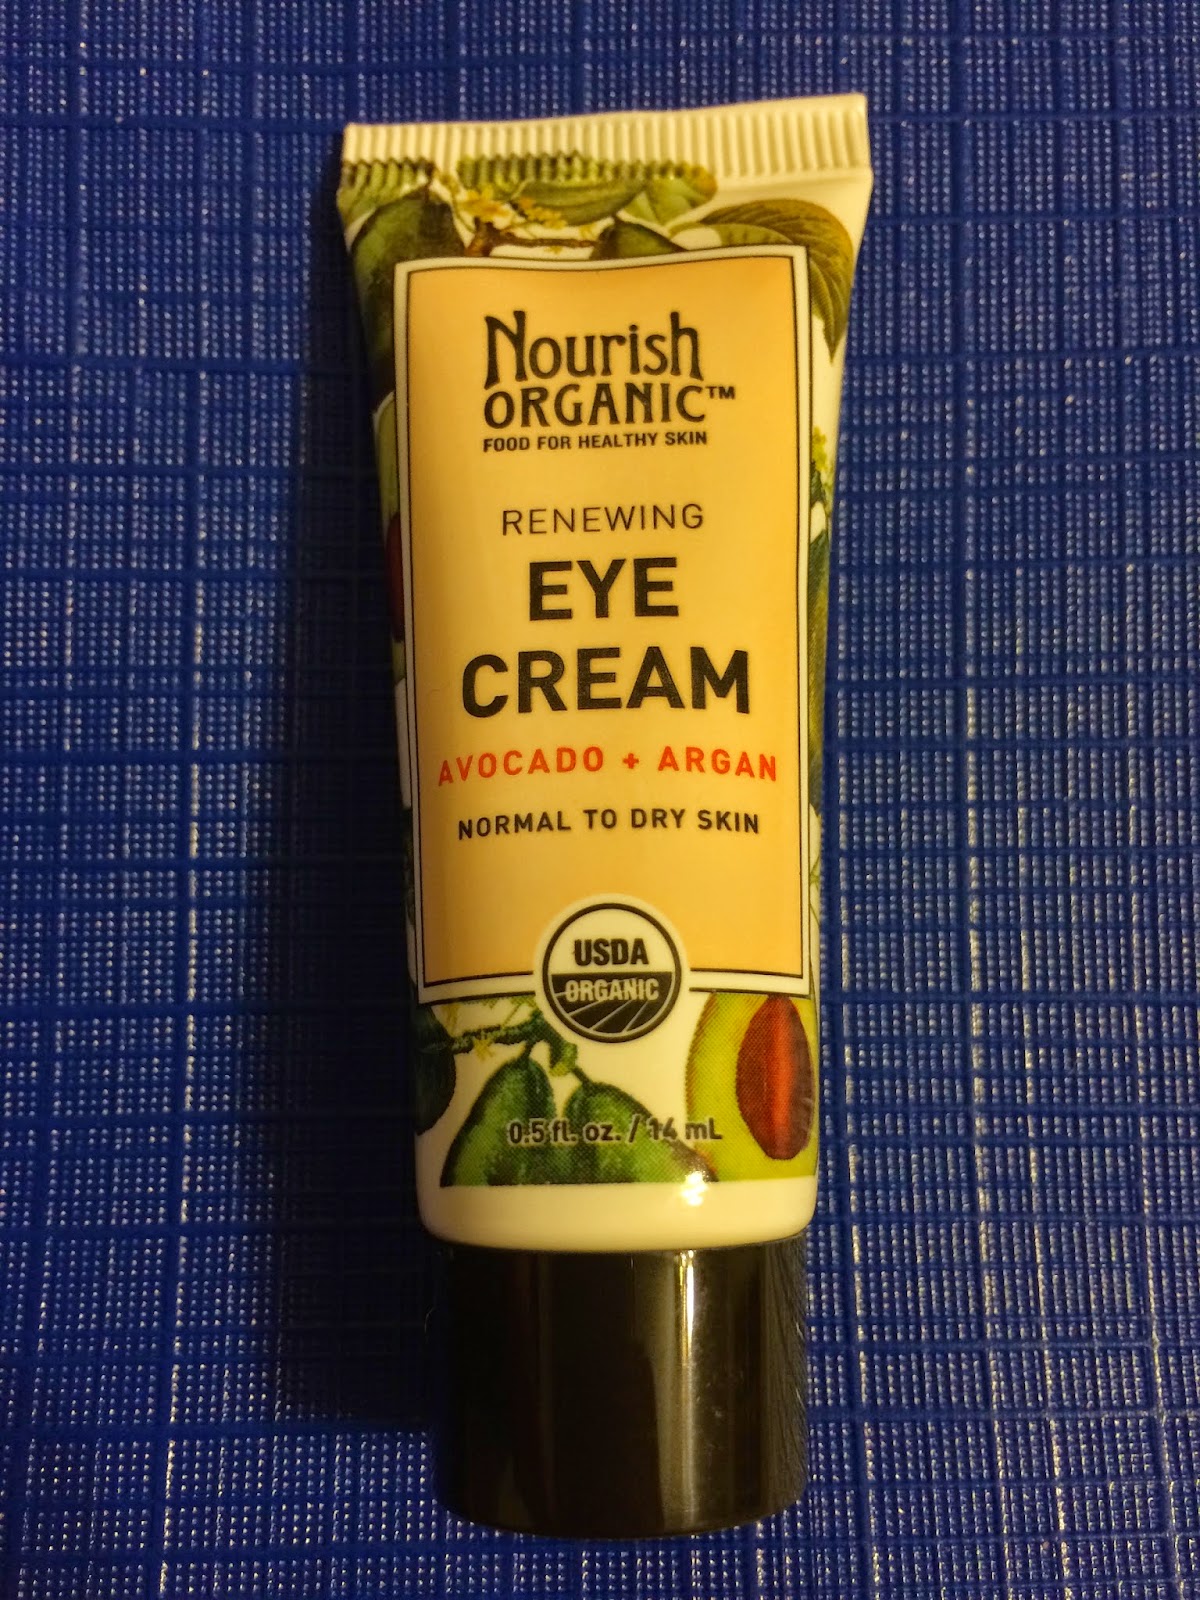 Nourish
ORGANIC™
FOOD FOR HEALTHY SKIN
RENEWING
EYE
CREAM
AVOCADO + ARGAN
NORMAL TO DRY SKIN
USDA
ORGANIC
0.5 fl. oz. / 14 mL